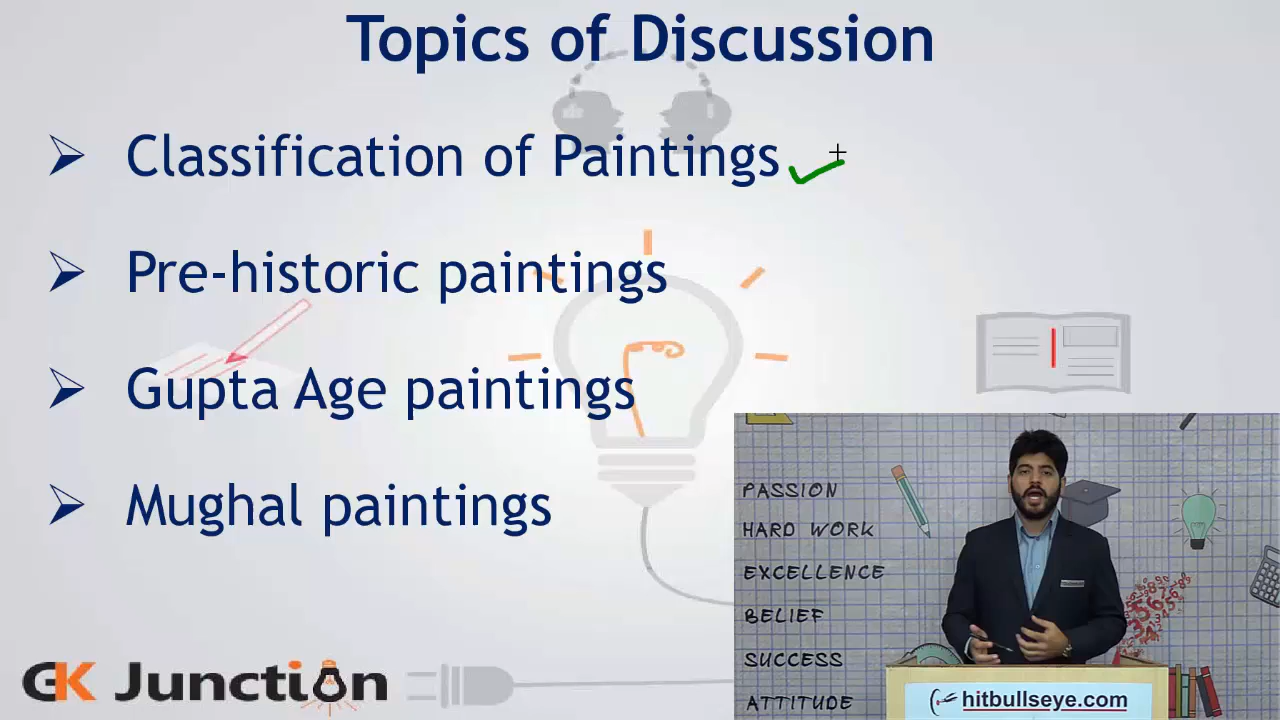 Topics of Discussion
Classification of Paintings
Pre-historic paintings
Gupta Age paintings
Mughal paintings
PASSION
HARD WORK
EXCELLENCE
BELIEF
SUCCESS
ATTITUDE
GK Junction
hitbullseye.com